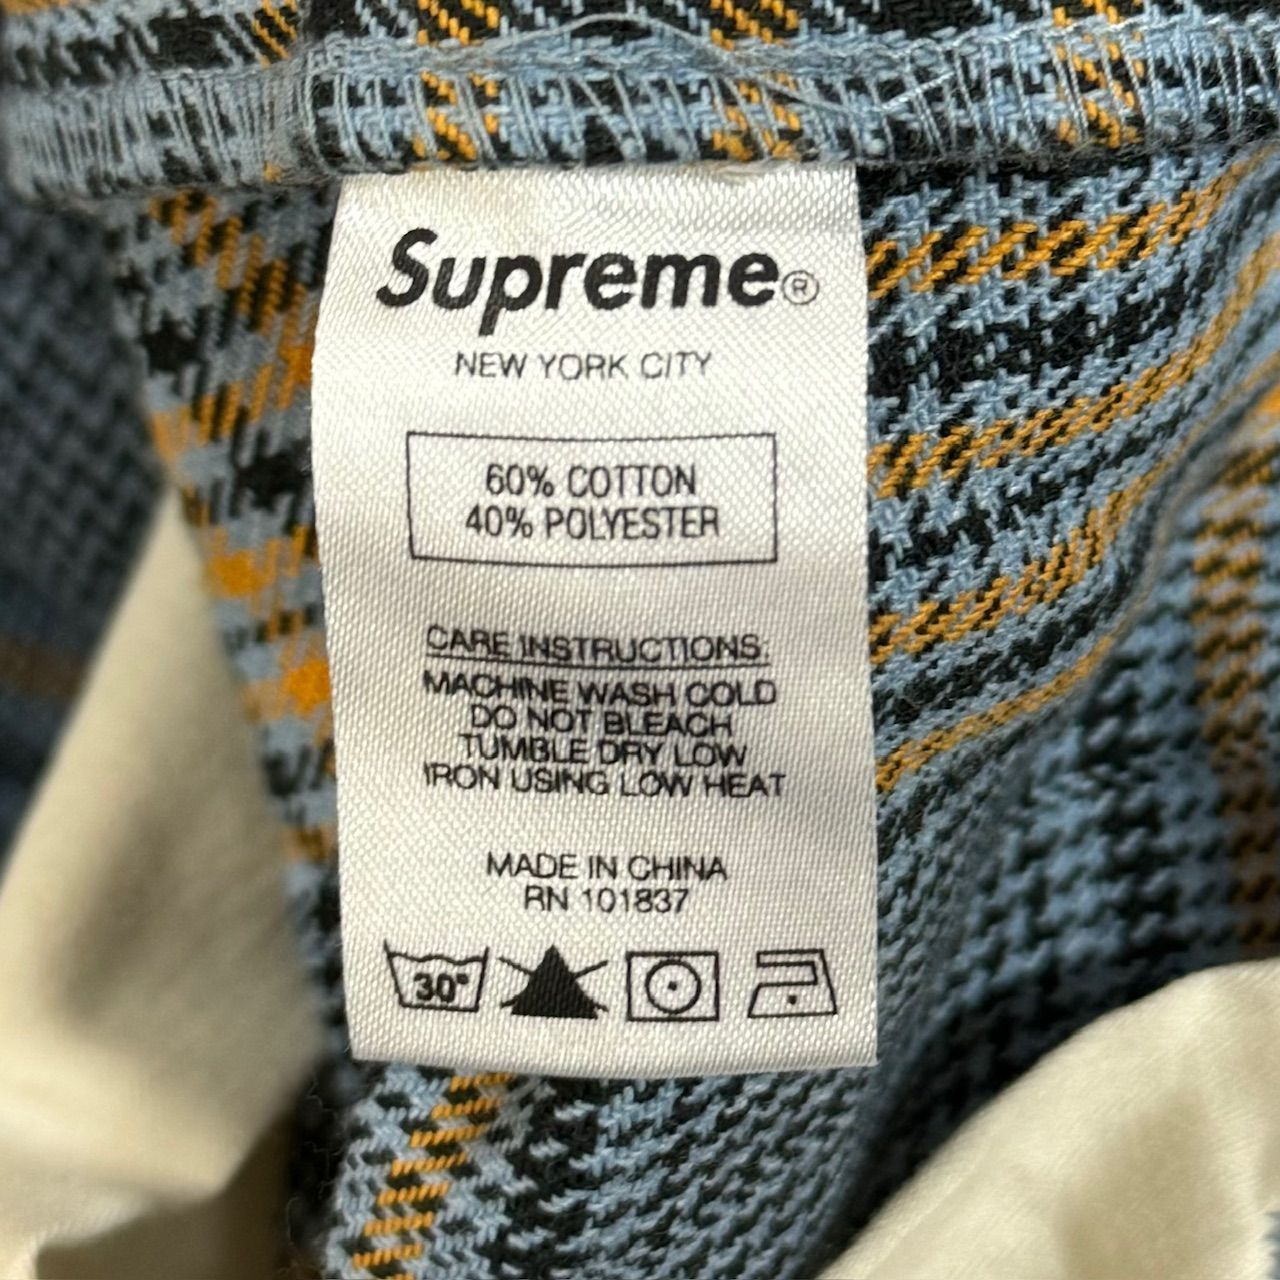 Supreme®
NEW YORK CITY
60% COTTON
40% POLYESTER
CARE INSTRUCTIONS:
MACHINE WASH COLD
DO NOT BLEACH
TUMBLE DRY LOW
IRON USING LOW HEAT
MADE IN CHINA
RN 101837
30°